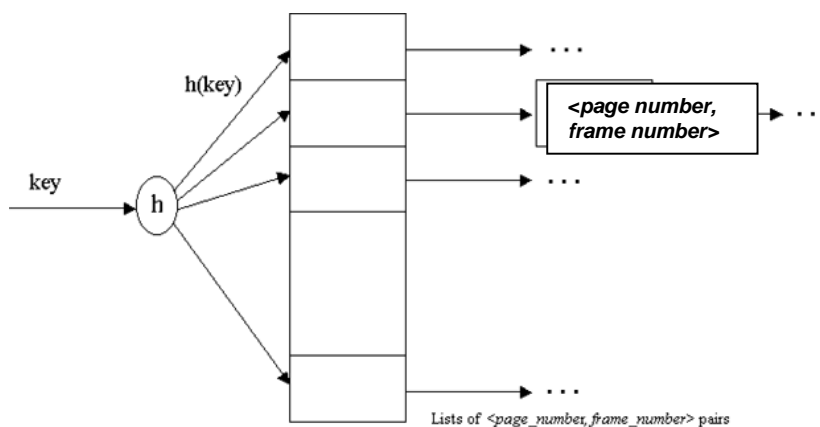 h(key)
. . .
<page number,
frame number>
. .
key
h
. . .
. . .
Lists of <page_number, frame_number> pairs